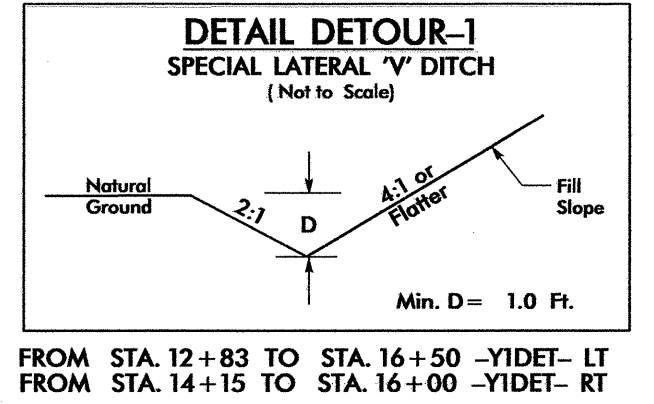 DETAIL DETOUR-1
SPECIAL LATERAL 'V' DITCH
( Not to Scale)
Natural
Ground
2:1
D
4:1 or
Flatter
Fill
Slope
Min. D = 1.0 Ft.
FROM STA. 12+83 TO STA. 16+50 -Y1DET- LT
FROM STA. 14+15 TO STA. 16+00 -Y1DET- RT